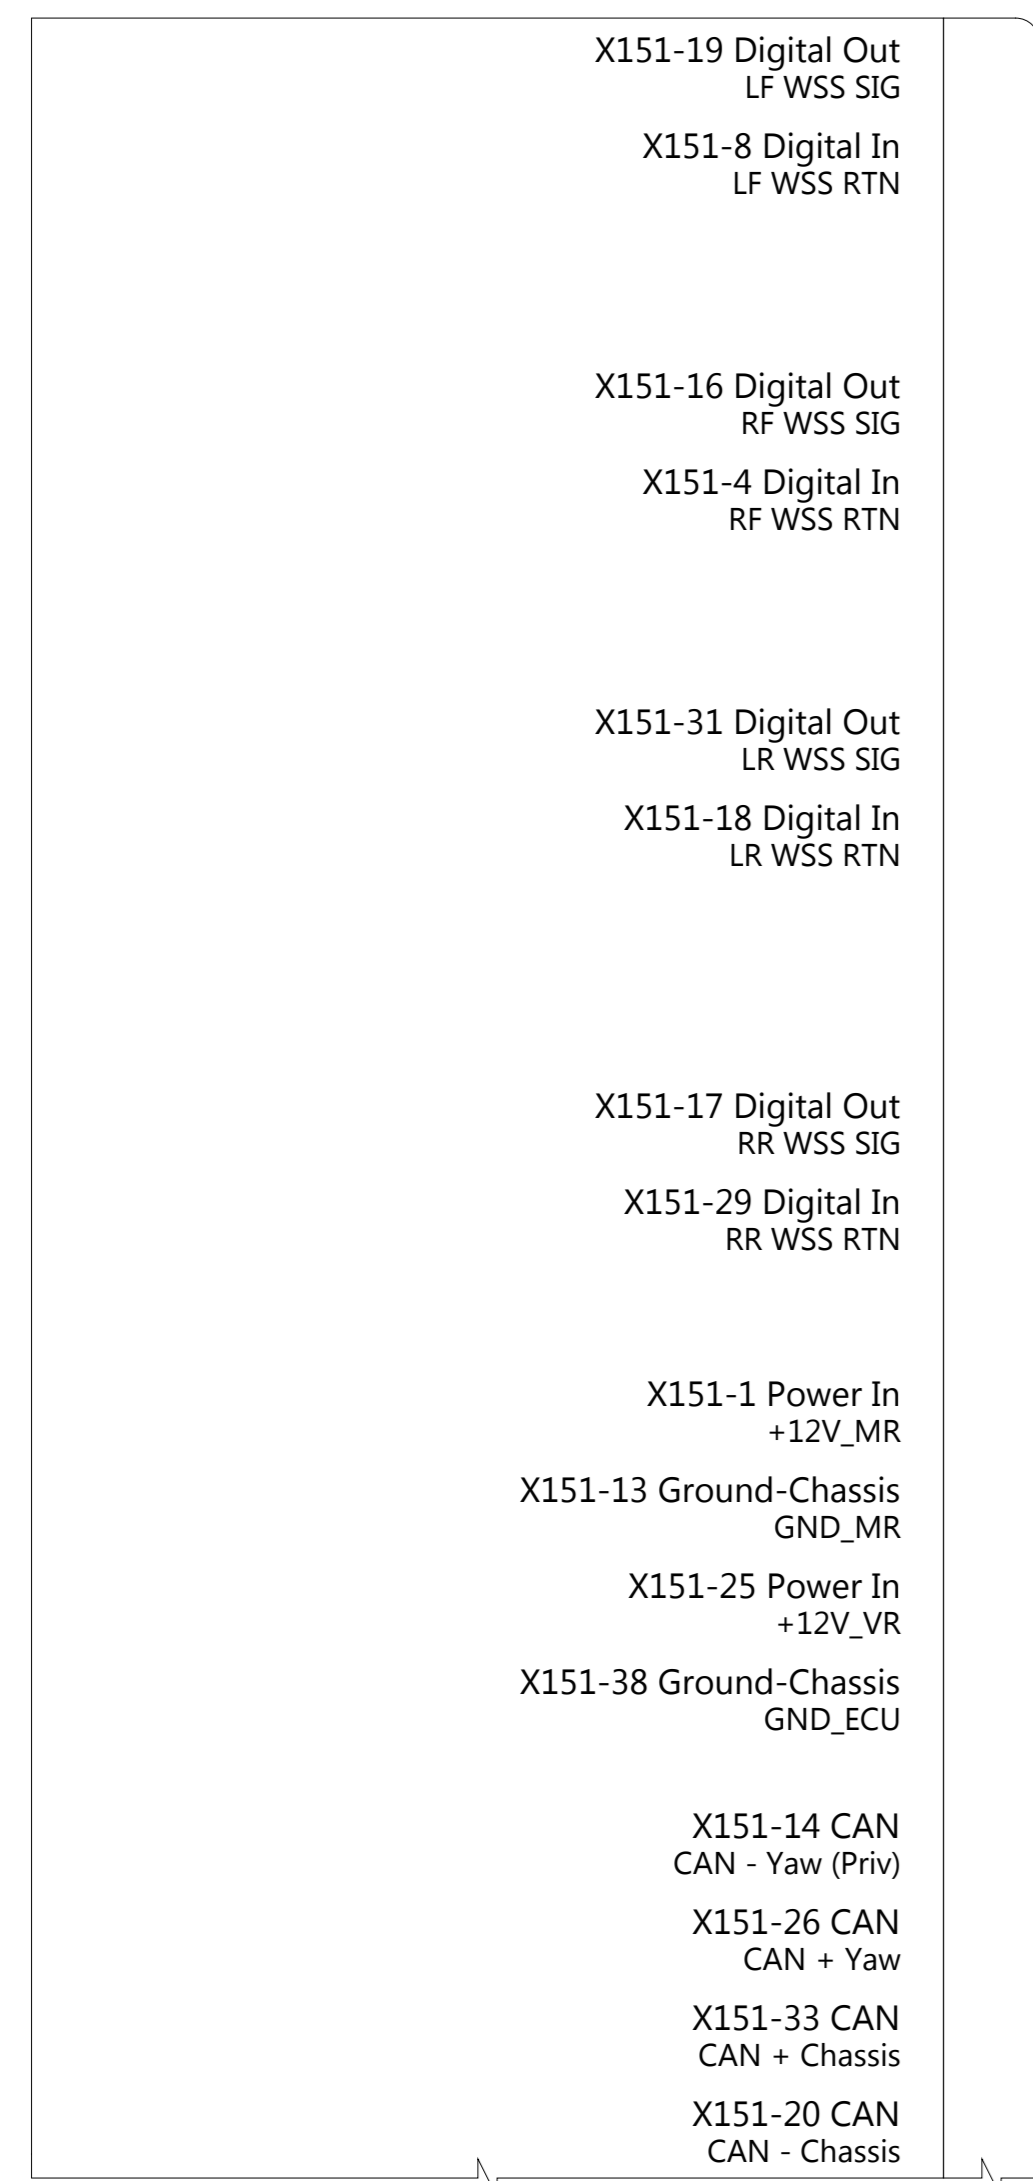 X151-19 Digital Out
LF WSS SIG
X151-8 Digital In
LF WSS RTN
X151-16 Digital Out
RF WSS SIG
X151-4 Digital In
RF WSS RTN
X151-31 Digital Out
LR WSS SIG
X151-18 Digital In
LR WSS RTN
X151-17 Digital Out
RR WSS SIG
X151-29 Digital In
RR WSS RTN
X151-1 Power In
+12V_MR
X151-13 Ground-Chassis
GND_MR
X151-25 Power In
+12V_VR
X151-38 Ground-Chassis
GND_ECU
X151-14 CAN
CAN - Yaw (Priv)
X151-26 CAN
CAN + Yaw
X151-33 CAN
CAN + Chassis
X151-20 CAN
CAN - Chassis